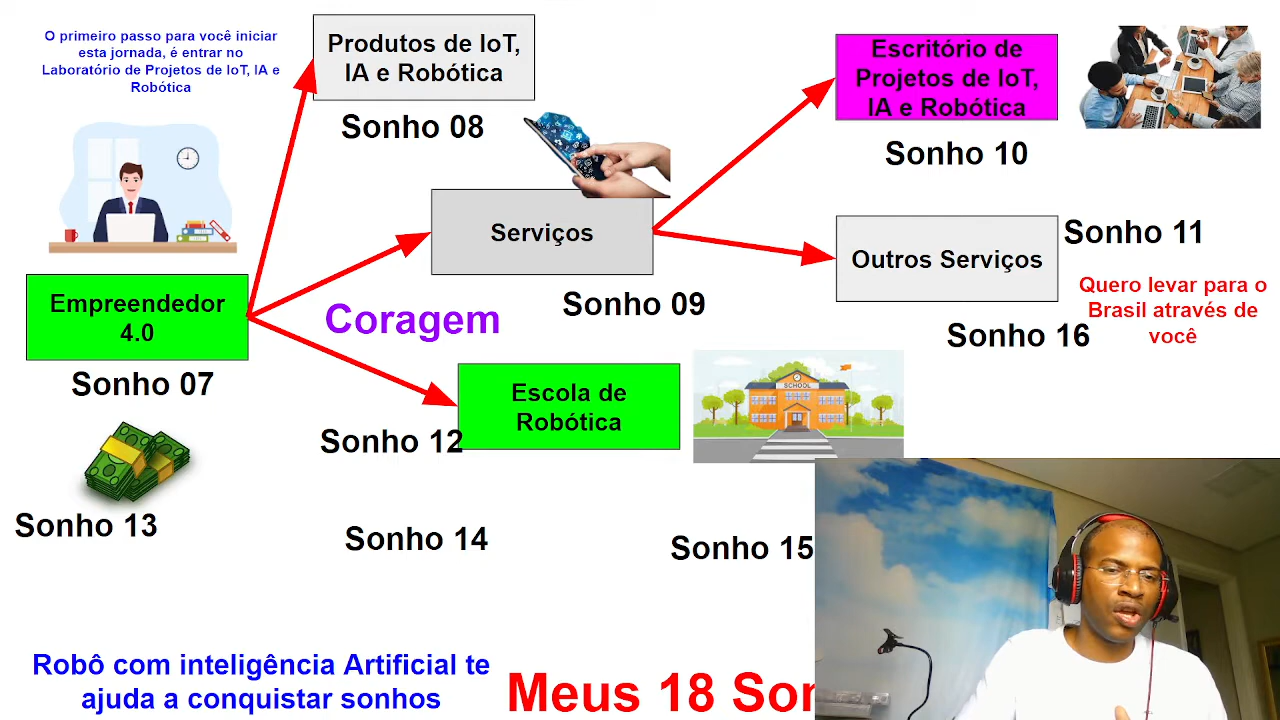 O primeiro passo para você iniciar
esta jornada, é entrar no
Laboratório de Projetos de IoT, IA e
Robótica
Produtos de IoT,
IA e Robótica
Sonho 08
Escritório de
Projetos de IoT,
IA e Robótica
Sonho 10
Serviços
Sonho 09
Outros Serviços
Sonho 11
Quero levar para o
Brasil através de
você
Sonho 16
Empreendedor
4.0
Sonho 07
Coragem
Escola de
Robótica
SCHOOL
Sonho 12
Sonho 13
Sonho 14
Sonho 15
Robô com inteligência Artificial te
ajuda a conquistar sonhos
Meus 18 Son